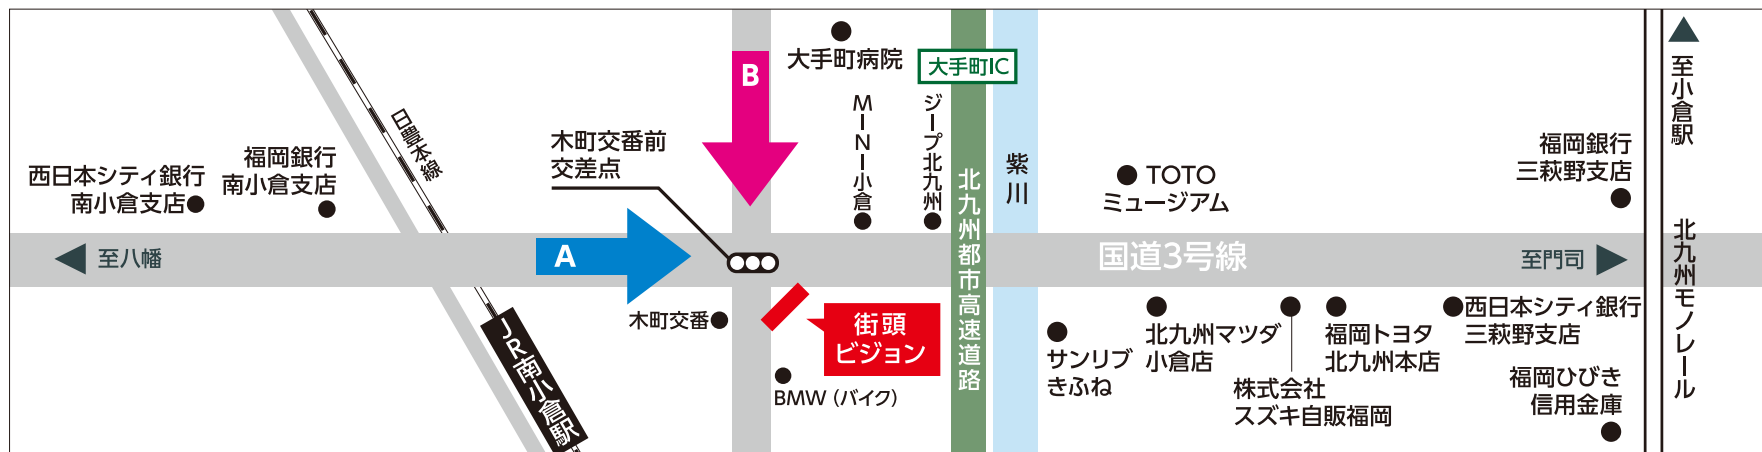 西日本シティ銀行
南小倉支店
福岡銀行
南小倉支店
日豊本線
木町交番前
交差点
B
大手町病院
MINI小倉
ジープ北九州
大手町IC
北九州都市高速道路
紫川
TOTO
ミュージアム
福岡銀行
三萩野支店
至小倉駅
北九州モノレール
至八幡
A
国道3号線
至門司
JR南小倉駅
木町交番
街頭
ビジョン
BMW（バイク）
サンリブ
きふね
北九州マツダ
小倉店
株式会社
スズキ自販福岡
福岡トヨタ
北九州本店
西日本シティ銀行
三萩野支店
福岡ひびき
信用金庫